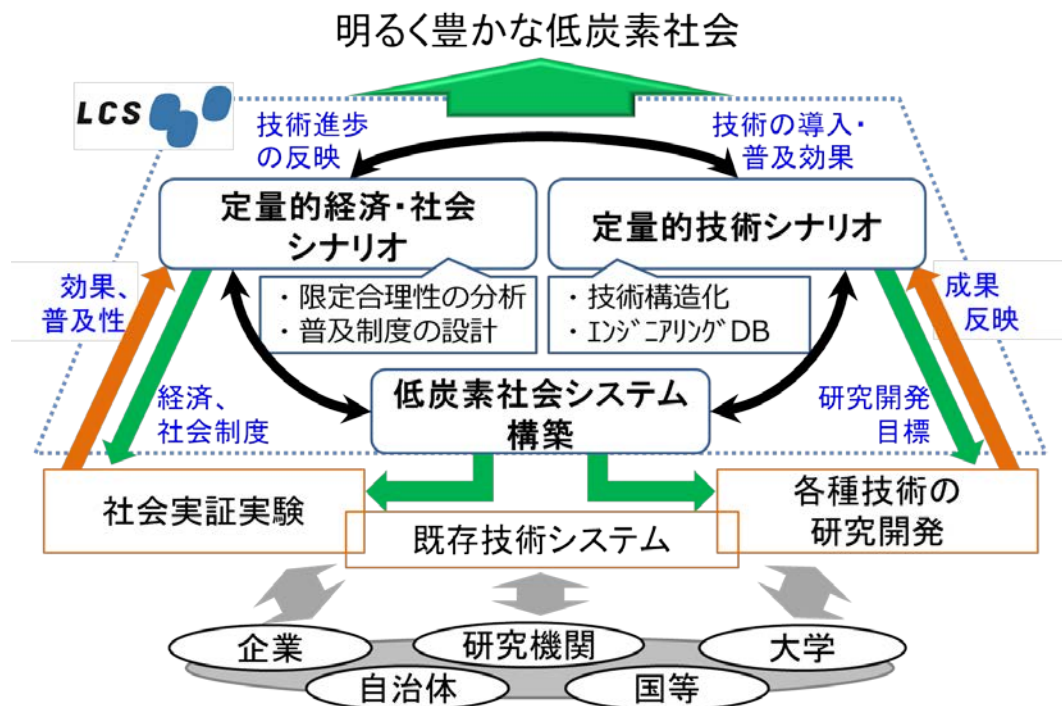 明るく豊かな低炭素社会
LCS
技術進歩
の反映
技術の導入・
普及効果
定量的経済・社会
シナリオ
定量的技術シナリオ
効果、
普及性
・限定合理性の分析
・普及制度の設計
・技術構造化
・ｴﾝｼﾞﾆｱﾘﾝｸﾞDB
成果
反映
経済、
社会制度
低炭素社会システム
構築
研究開発
目標
社会実証実験
既存技術システム
各種技術の
研究開発
企業
研究機関
大学
自治体
国等